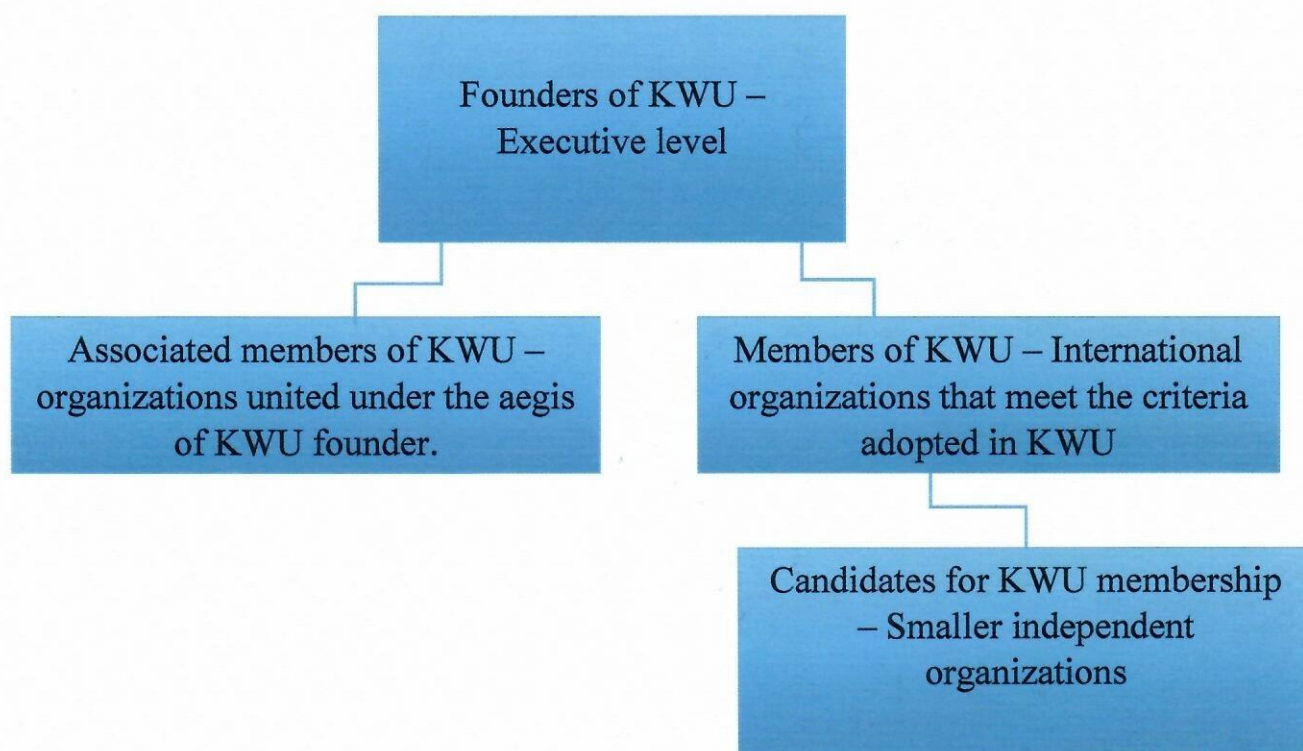 Founders of KWU –
Executive level
Associated members of KWU –
organizations united under the aegis
of KWU founder.
Members of KWU – International
organizations that meet the criteria
adopted in KWU
Candidates for KWU membership
– Smaller independent
organizations